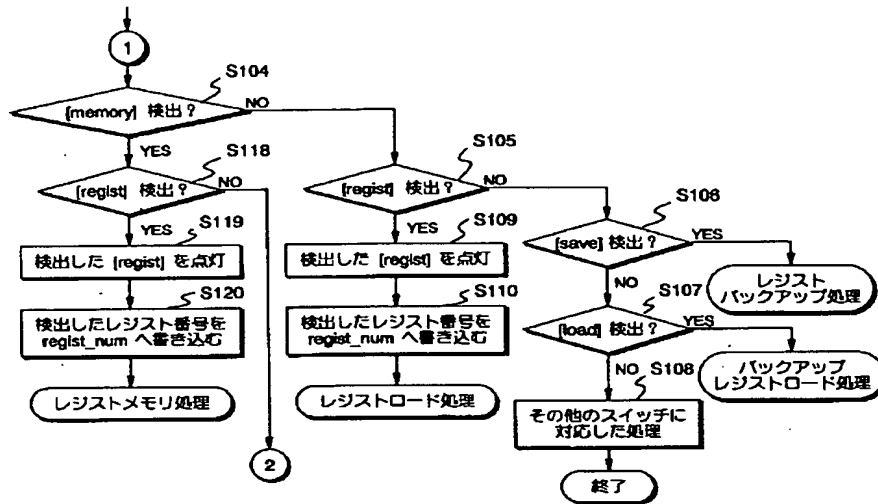 1
S104
[memory] 検出？
NO
YES
S118
[regist] 検出？
NO
YES
S119
検出した [regist] を点灯
S120
検出したレジスト番号を
regist_num へ書き込む
レジストメモリ処理
2
S105
[regist] 検出？
NO
YES
S109
検出した [regist] を点灯
S110
検出したレジスト番号を
regist_num へ書き込む
レジストロード処理
S106
[save] 検出？
YES
レジスト
バックアップ処理
NO
S107
[load] 検出？
YES
バックアップ
レジストロード処理
NO
S108
その他のスイッチに
対応した処理
終了